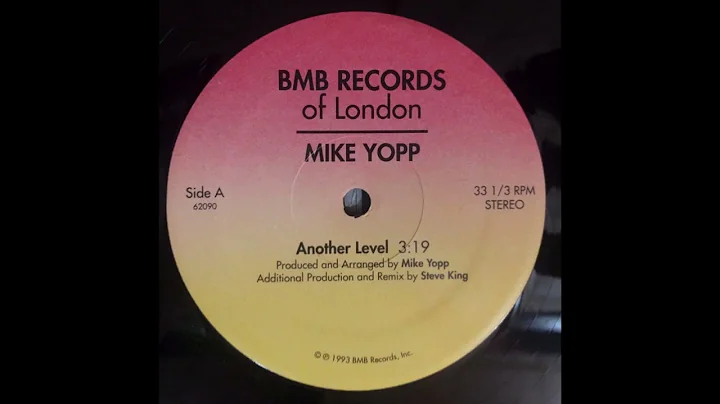 BMB RECORDS
of London
MIKE YOPP
Side A
62090
33 1/3 RPM
STEREO
Another Level 3:19
Produced and Arranged by Mike Yopp
Additional Production and Remix by Steve King
© ℗ 1993 BMB Records, Inc.